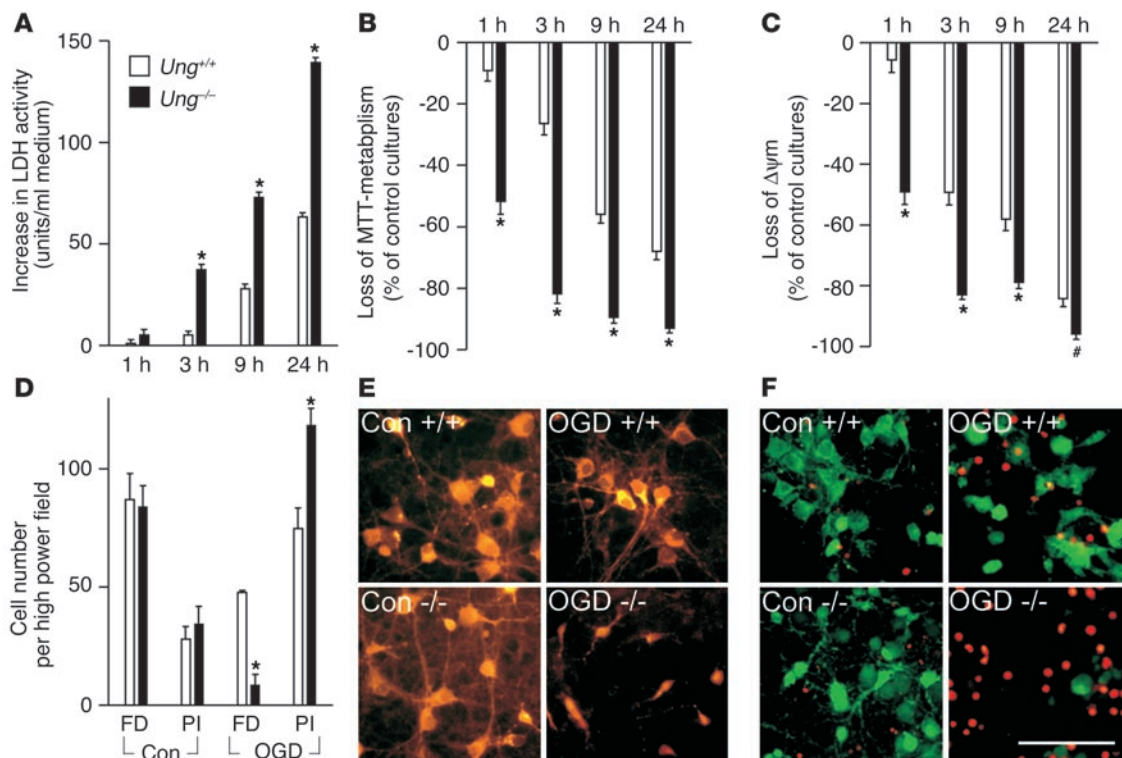 A
150
100
50
0
Increase in LDH activity
(units/ml medium)
Ung+/+
Ung–/–
*
*
*
1 h 3 h 9 h 24 h
B
1 h 3 h 9 h 24 h
0
-20
-40
-60
-80
-100
Loss of MTT-metabplism
(% of control cultures)
*
*
*
*
C
1 h 3 h 9 h 24 h
0
-20
-40
-60
-80
-100
Loss of Δψm
(% of control cultures)
*
*
*
#
D
100
50
0
Cell number
per high power field
*
*
FD PI FD PI
Con OGD
E
Con +/+ OGD +/+
Con -/- OGD -/-
F
Con +/+ OGD +/+
Con -/- OGD -/-